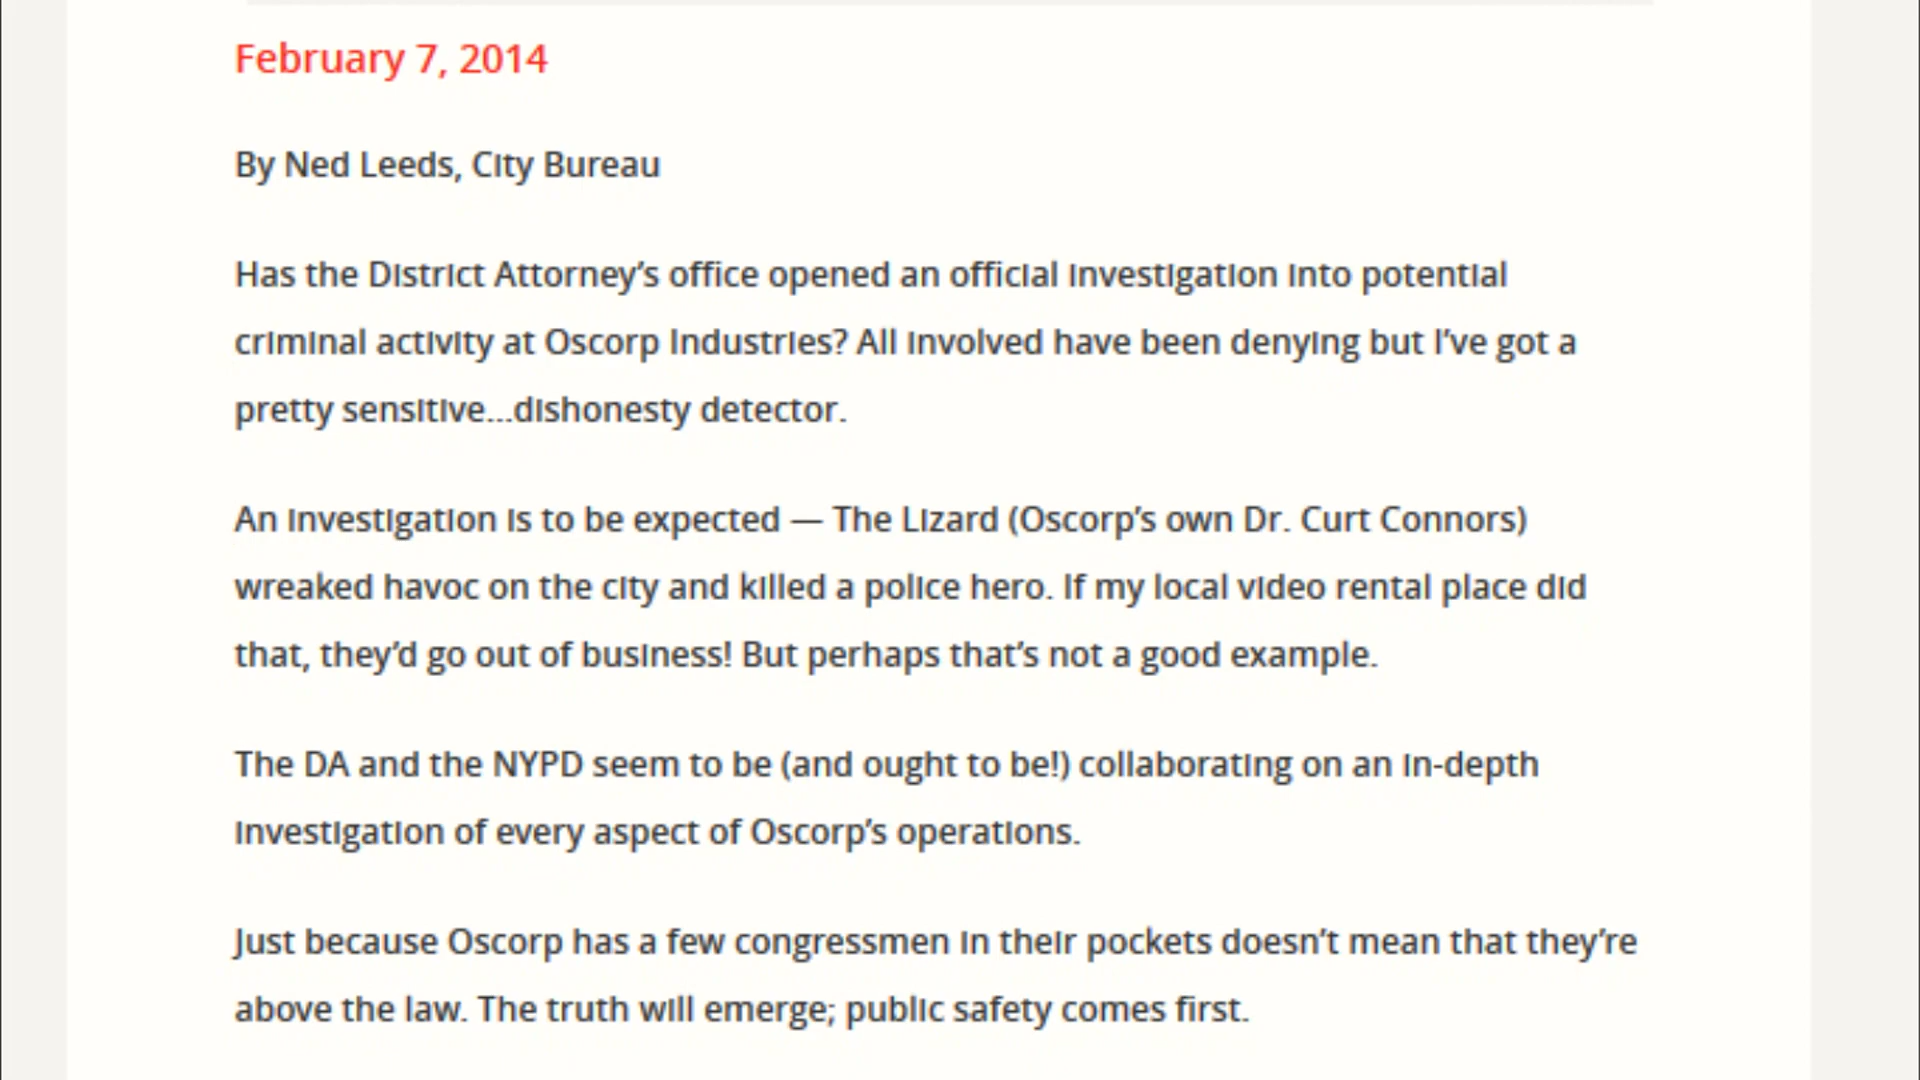 February 7, 2014
By Ned Leeds, City Bureau
Has the District Attorney’s office opened an official investigation into potential
criminal activity at Oscorp Industries? All involved have been denying but I’ve got a
pretty sensitive...dishonesty detector.
An investigation is to be expected — The Lizard (Oscorp’s own Dr. Curt Connors)
wreaked havoc on the city and killed a police hero. If my local video rental place did
that, they’d go out of business! But perhaps that’s not a good example.
The DA and the NYPD seem to be (and ought to be!) collaborating on an in-depth
investigation of every aspect of Oscorp’s operations.
Just because Oscorp has a few congressmen in their pockets doesn’t mean that they’re
above the law. The truth will emerge; public safety comes first.